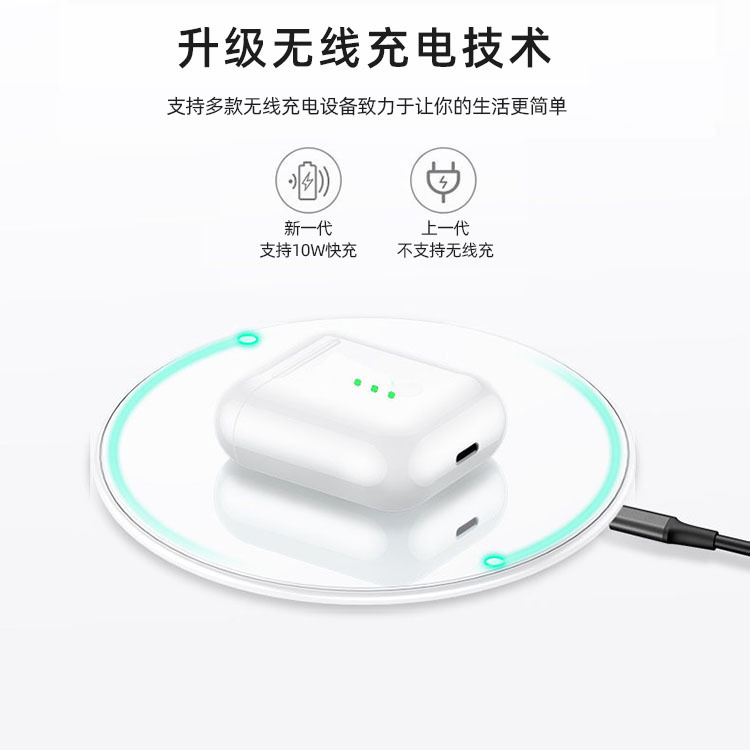 升级无线充电技术
支持多款无线充电设备致力于让你的生活更简单
新一代
支持10W快充
上一代
不支持无线充